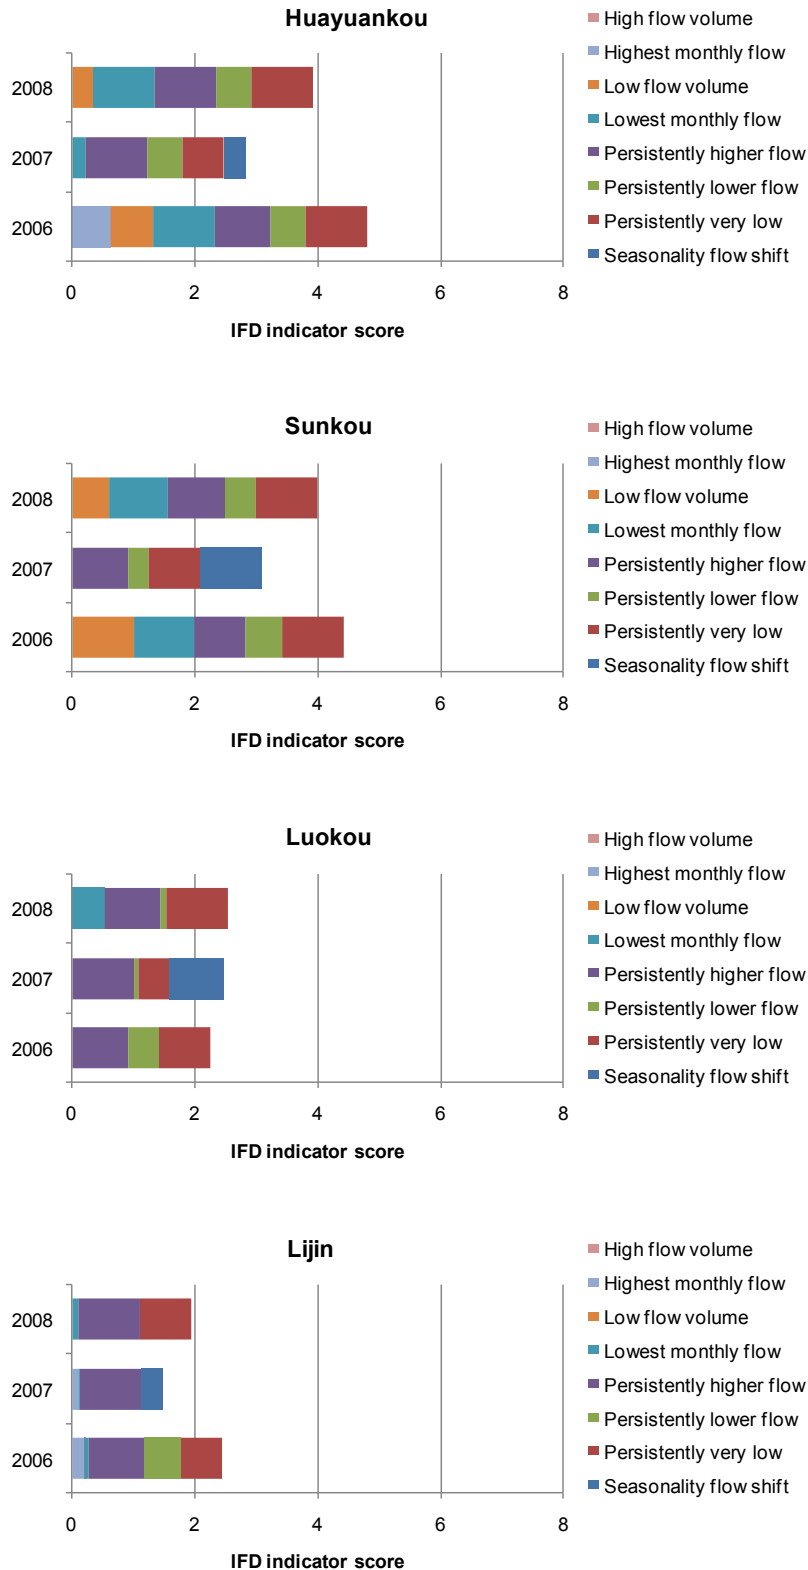 Huayuankou
2008
2007
2006
0 2 4 6 8
IFD indicator score
High flow volume
Highest monthly flow
Low flow volume
Lowest monthly flow
Persistently higher flow
Persistently lower flow
Persistently very low
Seasonality flow shift
Sunkou
2008
2007
2006
0 2 4 6 8
IFD indicator score
High flow volume
Highest monthly flow
Low flow volume
Lowest monthly flow
Persistently higher flow
Persistently lower flow
Persistently very low
Seasonality flow shift
Luokou
2008
2007
2006
0 2 4 6 8
IFD indicator score
High flow volume
Highest monthly flow
Low flow volume
Lowest monthly flow
Persistently higher flow
Persistently lower flow
Persistently very low
Seasonality flow shift
Lijin
2008
2007
2006
0 2 4 6 8
IFD indicator score
High flow volume
Highest monthly flow
Low flow volume
Lowest monthly flow
Persistently higher flow
Persistently lower flow
Persistently very low
Seasonality flow shift